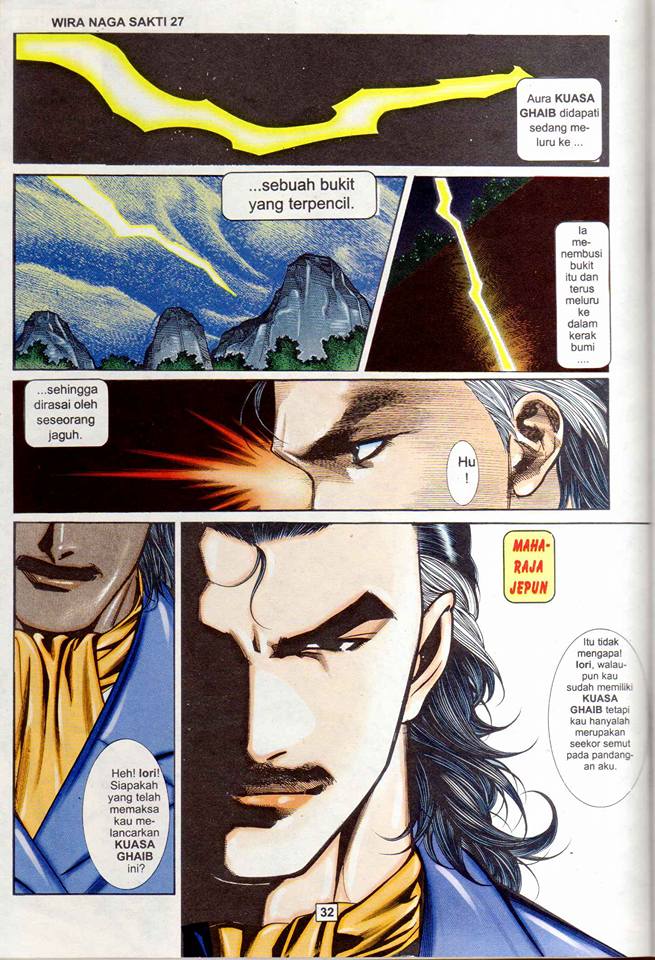 WIRA NAGA SAKTI 27
Aura KUASA
GHAIB didapati
sedang me-
luru ke ...
...sebuah bukit
yang terpencil.
Ia
me-
nembusi
bukit
itu dan
terus
meluru
ke
dalam
kerak
bumi
....
...sehingga
dirasai oleh
seseorang
jaguh.
Hu
!
Heh! Iori!
Siapakah
yang telah
memaksa
kau me-
lancarkan
KUASA
GHAIB
ini?
MAHA-
RAJA
JEPUN
Itu tidak
mengapa!
Iori, walau-
pun kau
sudah memiliki
KUASA
GHAIB tetapi
kau hanyalah
merupakan
seekor semut
pada pandang-
an aku.
32